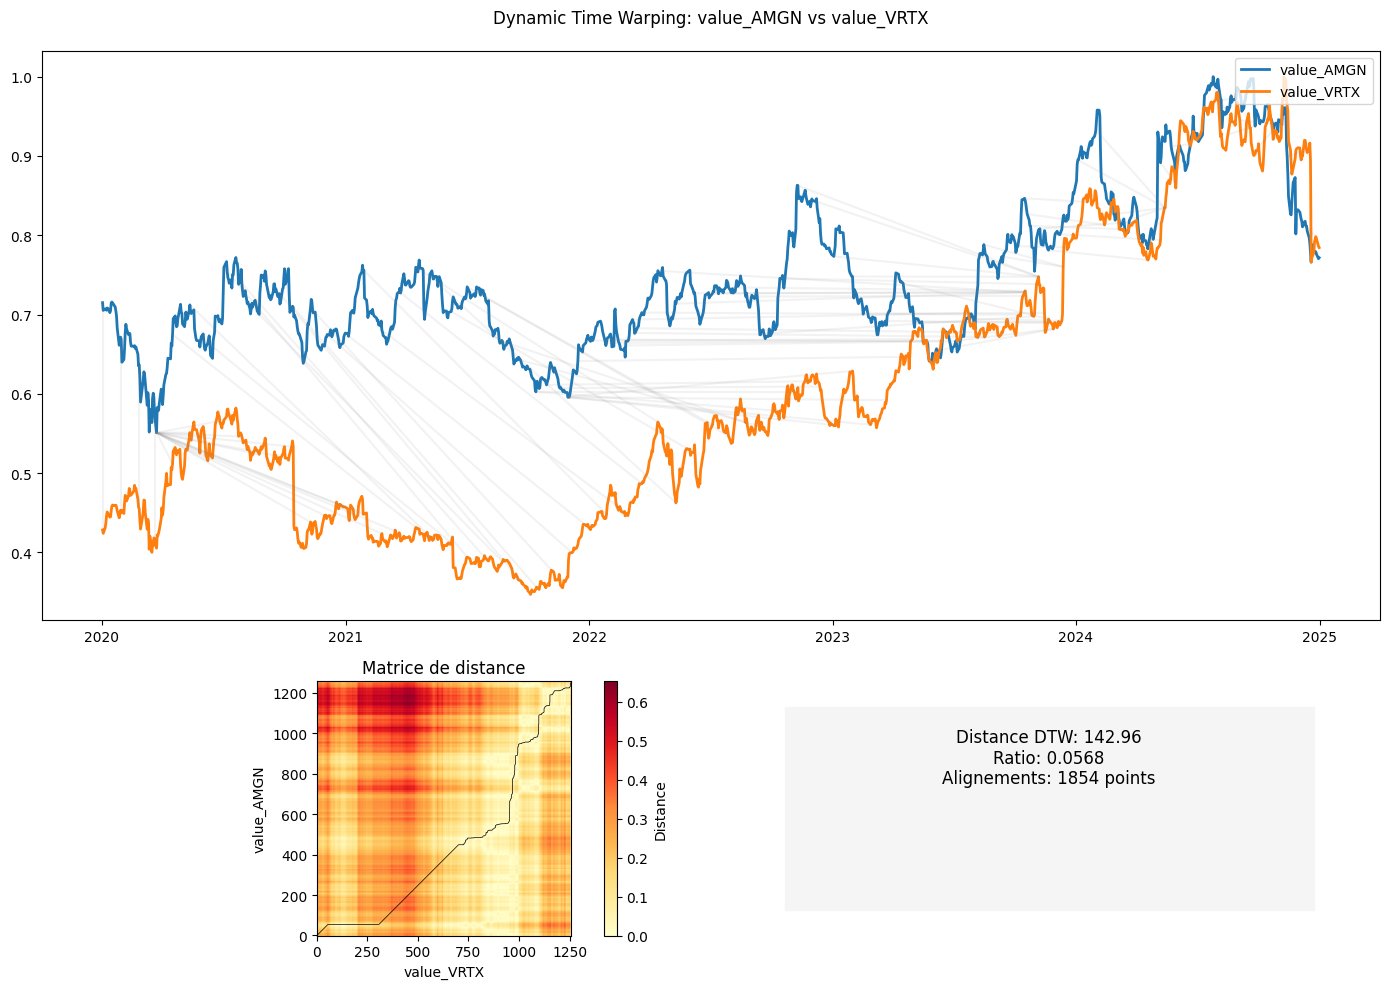 Dynamic Time Warping: value_AMGN vs value_VRTX
value_AMGN
value_VRTX
1.0
0.9
0.8
0.7
0.6
0.5
0.4
2020 2021 2022 2023 2024 2025
Matrice de distance
value_AMGN
1200
1000
800
600
400
200
0
0 250 500 750 1000 1250
value_VRTX
0.6
0.5
0.4
0.3
0.2
0.1
0.0
Distance
Distance DTW: 142.96
Ratio: 0.0568
Alignements: 1854 points